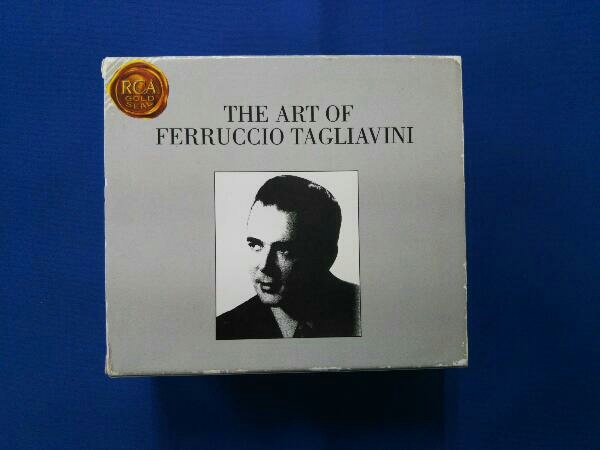 RCA
GOLD
SEAL
THE ART OF
FERRUCCIO TAGLIAVINI